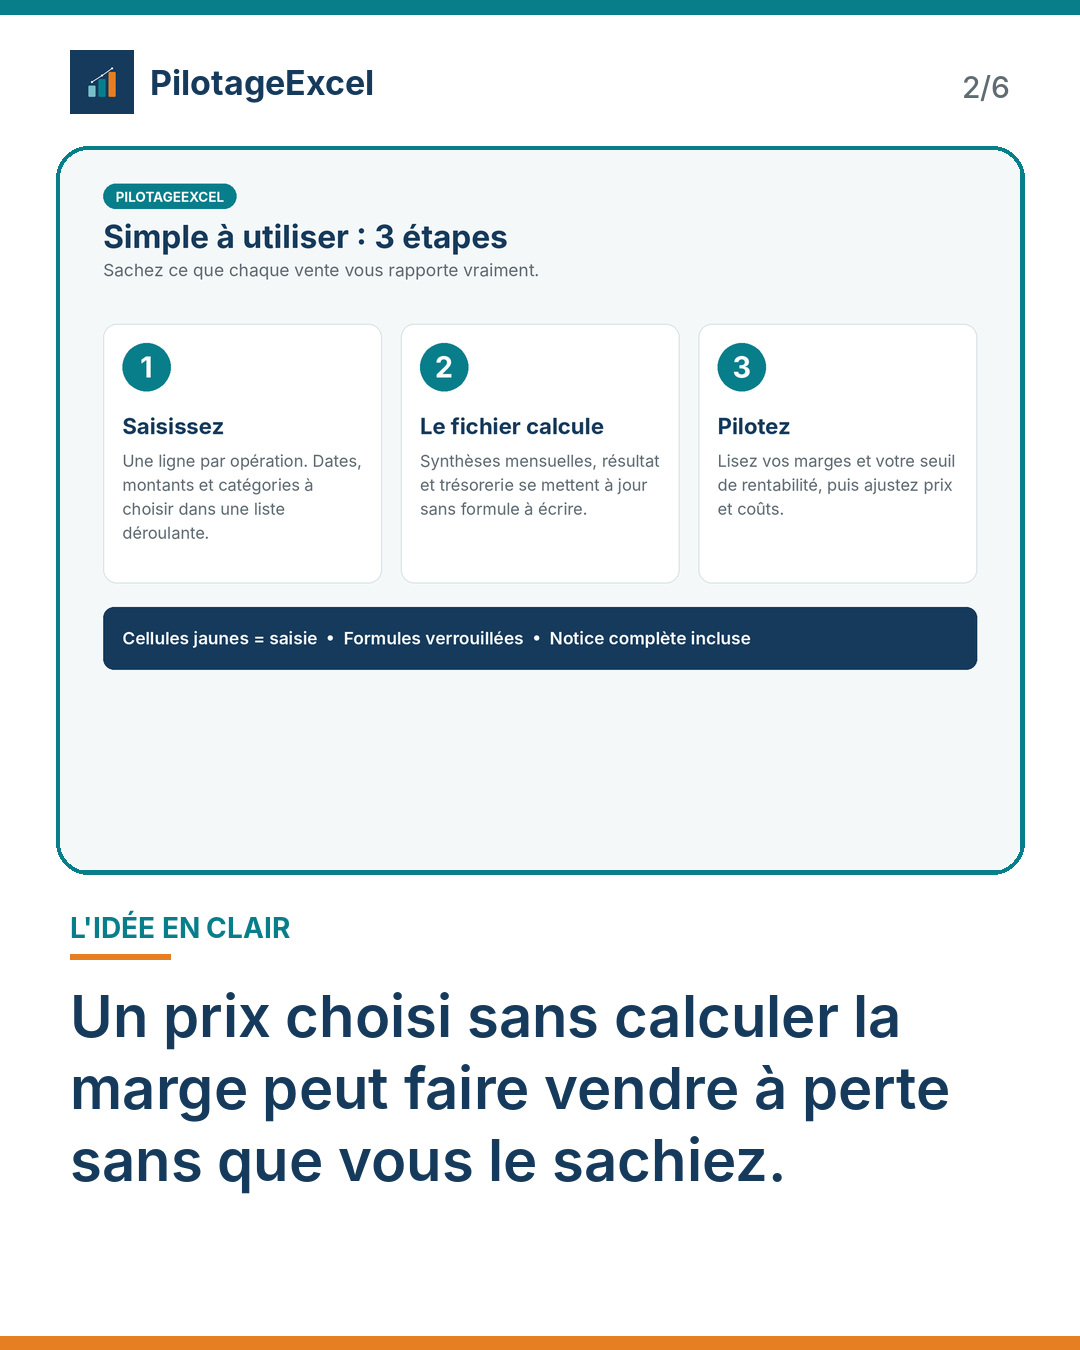 PilotageExcel
2/6
PILOTAGEEXCEL
Simple à utiliser : 3 étapes
Sachez ce que chaque vente vous rapporte vraiment.
1
Saisissez
Une ligne par opération. Dates,
montants et catégories à
choisir dans une liste
déroulante.
2
Le fichier calcule
Synthèses mensuelles, résultat
et trésorerie se mettent à jour
sans formule à écrire.
3
Pilotez
Lisez vos marges et votre seuil
de rentabilité, puis ajustez prix
et coûts.
Cellules jaunes = saisie • Formules verrouillées • Notice complète incluse
L'IDÉE EN CLAIR
Un prix choisi sans calculer la
marge peut faire vendre à perte
sans que vous le sachiez.